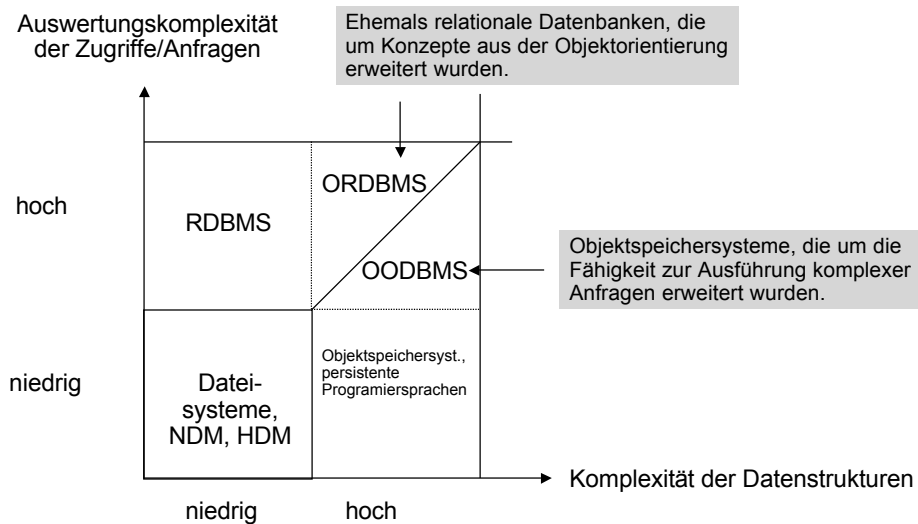 Auswertungskomplexität
der Zugriffe/Anfragen
Ehemals relationale Datenbanken, die
um Konzepte aus der Objektorientierung
erweitert wurden.
hoch
RDBMS
ORDBMS
OODBMS
Objektspeichersysteme, die um die
Fähigkeit zur Ausführung komplexer
Anfragen erweitert wurden.
niedrig
Datei-
systeme,
NDM, HDM
Objektspeichersyst.,
persistente
Programiersprachen
Komplexität der Datenstrukturen
niedrig
hoch